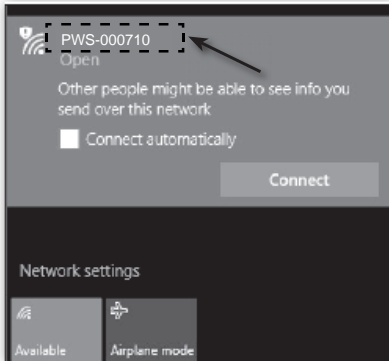 PWS-000710
Open
Other people might be able to see info you
send over this network
Connect automatically
Connect
Network settings
Available
Airplane mode